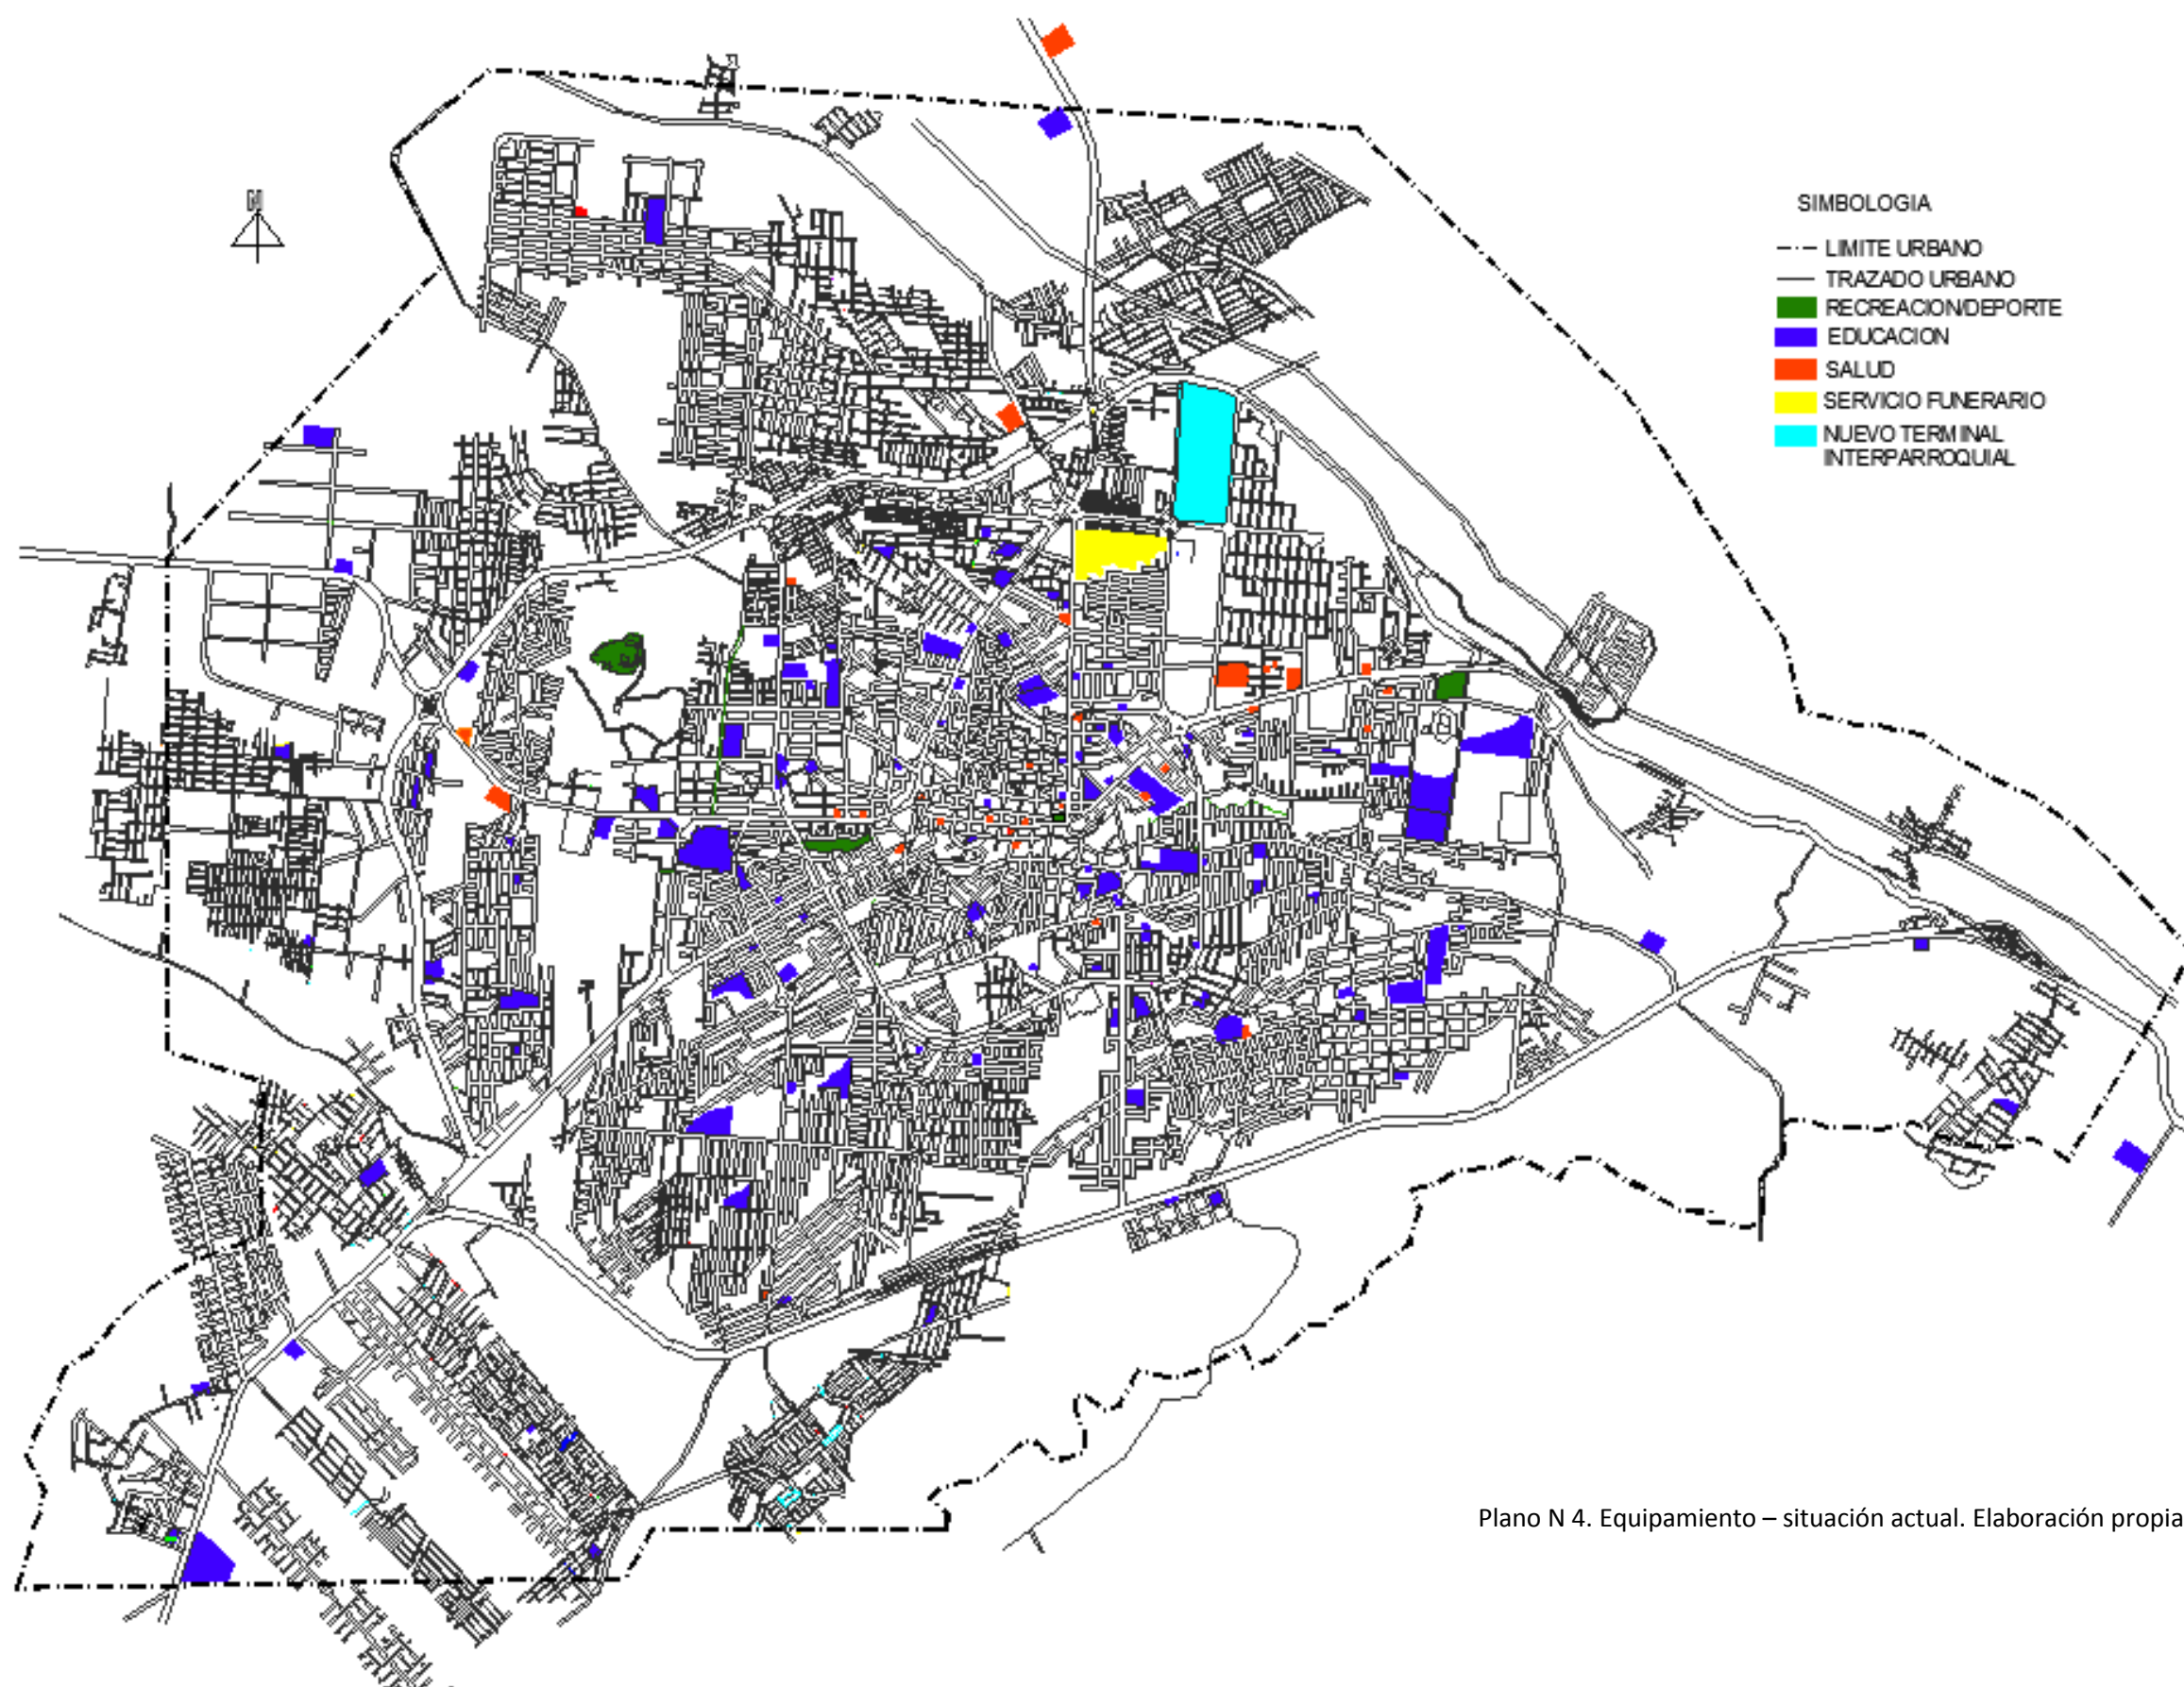 N
SIMBOLOGIA
LIMITE URBANO
TRAZADO URBANO
RECREACION/DEPORTE
EDUCACION
SALUD
SERVICIO FUNERARIO
NUEVO TERMINAL
INTERPARROQUIAL
Plano N 4. Equipamiento – situación actual. Elaboración propia